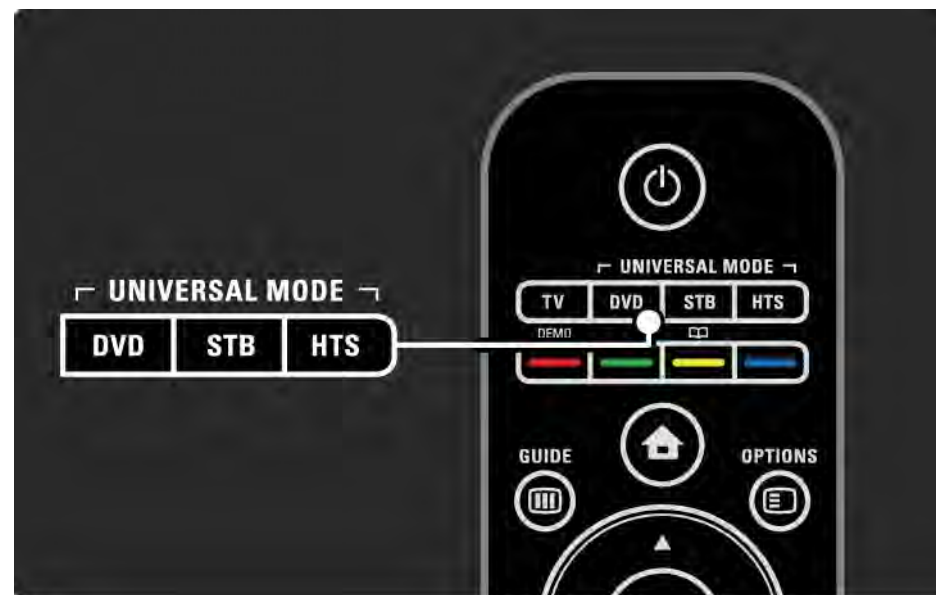 UNIVERSAL MODE
DVD STB HTS
UNIVERSAL MODE
TV DVD STB HTS
DEMO
GUIDE
OPTIONS